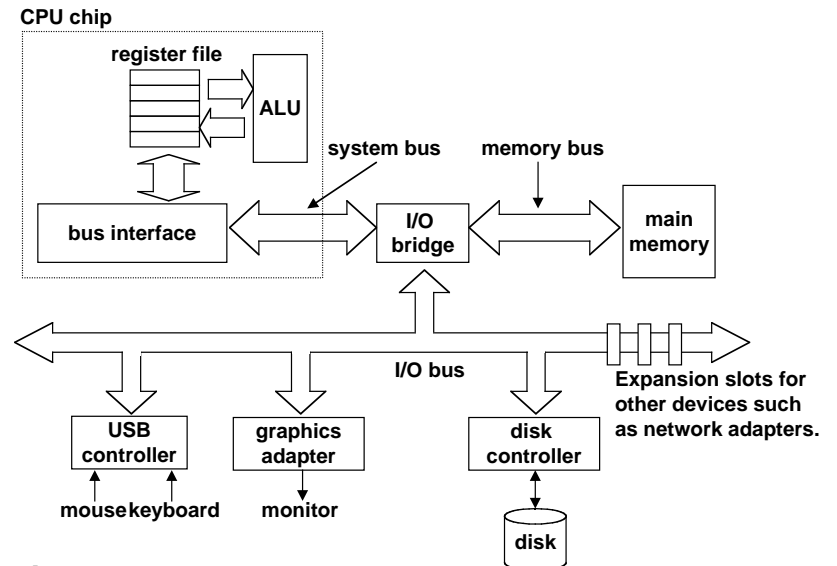 CPU chip
register file
ALU
system bus
memory bus
bus interface
I/O
bridge
main
memory
I/O bus
Expansion slots for
other devices such
as network adapters.
USB
controller
graphics
adapter
disk
controller
mouse
keyboard
monitor
disk